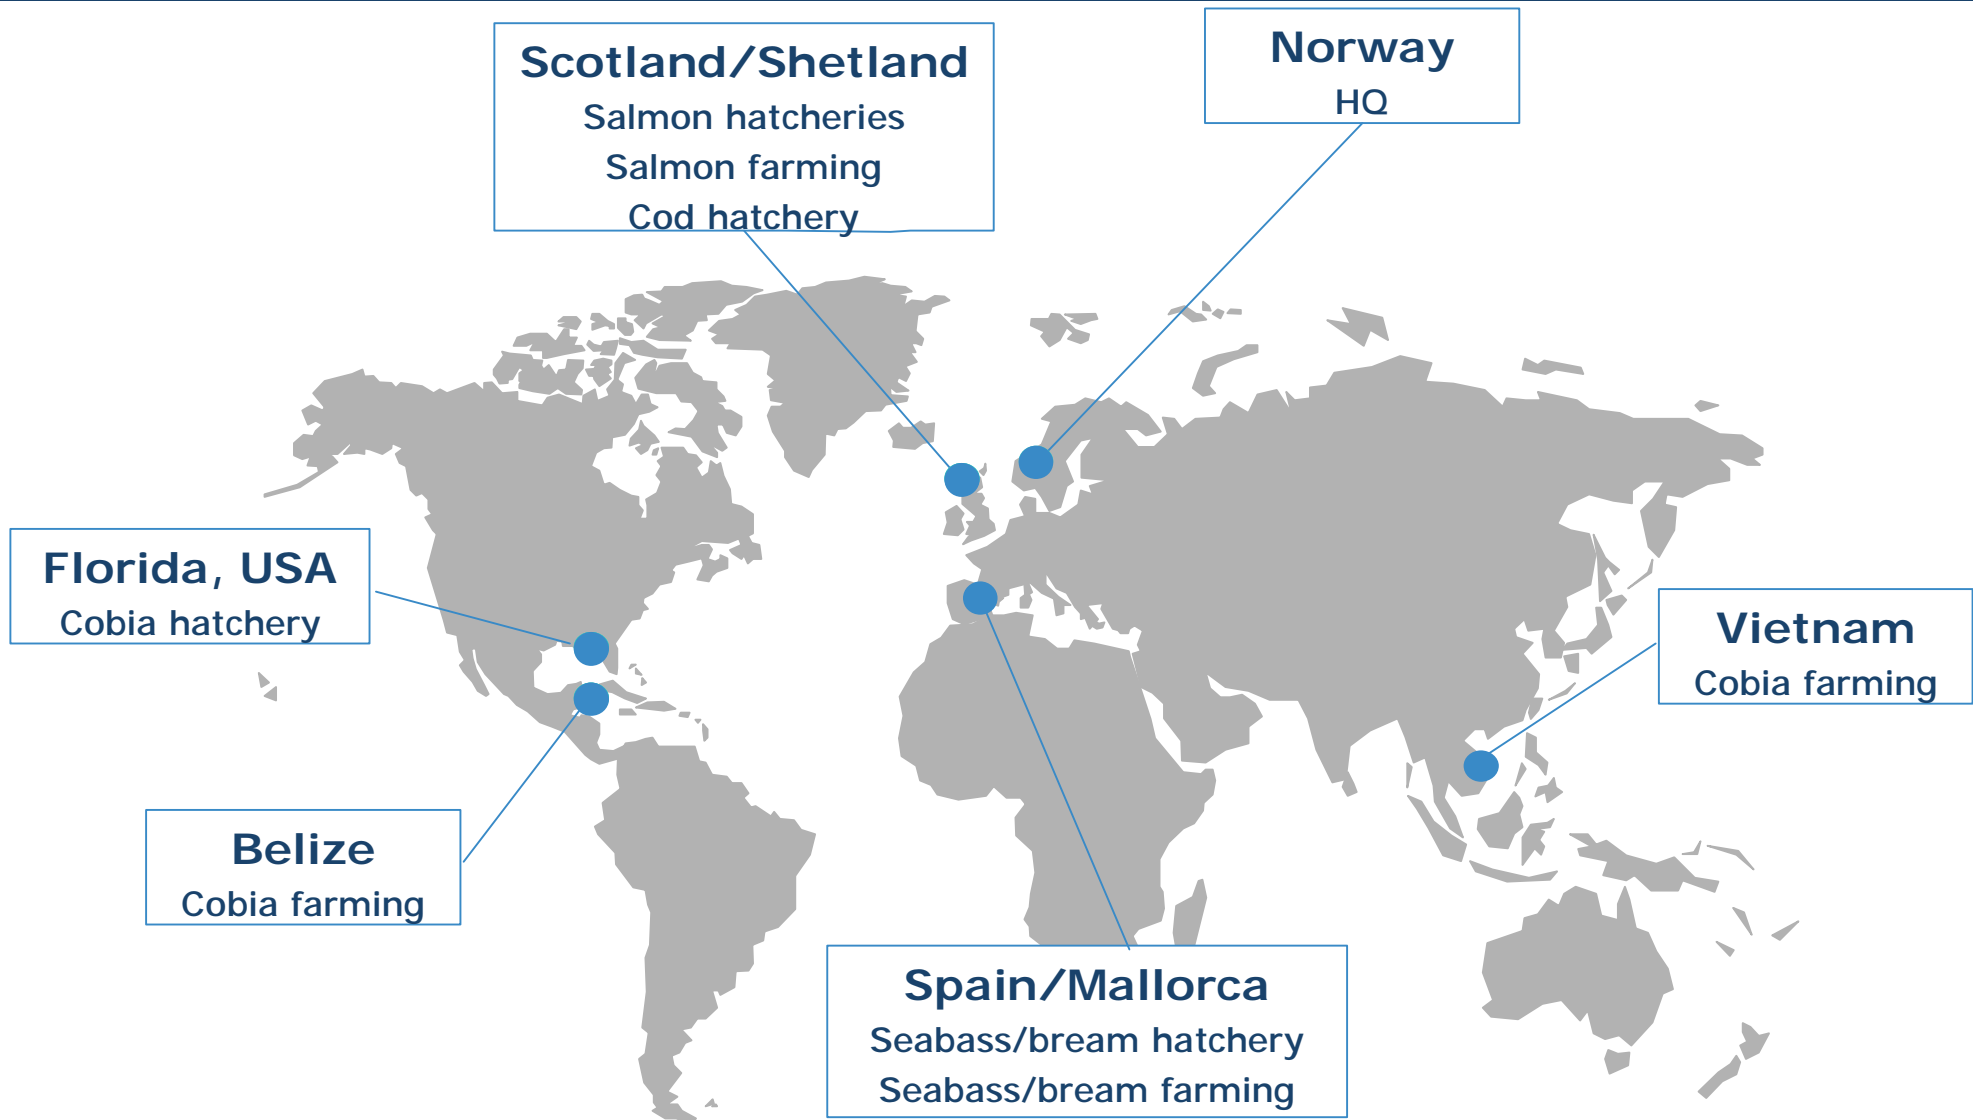 Scotland/Shetland
Salmon hatcheries
Salmon farming
Cod hatchery
Norway
HQ
Florida, USA
Cobia hatchery
Vietnam
Cobia farming
Belize
Cobia farming
Spain/Mallorca
Seabass/bream hatchery
Seabass/bream farming